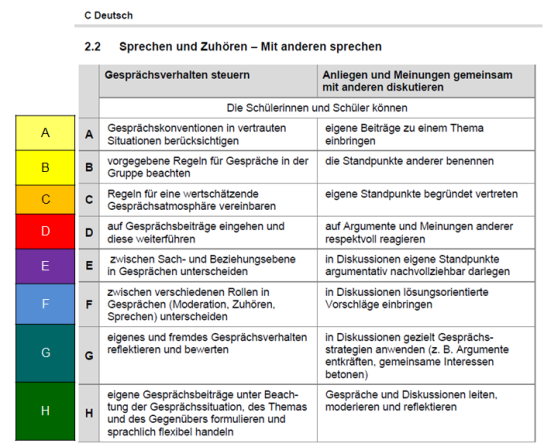 C Deutsch
2.2 Sprechen und Zuhören – Mit anderen sprechen
Gesprächsverhalten steuern
Anliegen und Meinungen gemeinsam
mit anderen diskutieren
Die Schülerinnen und Schüler können
A
A
Gesprächskonventionen in vertrauten
Situationen berücksichtigen
eigene Beiträge zu einem Thema
einbringen
B
B
vorgegebene Regeln für Gespräche in der
Gruppe beachten
die Standpunkte anderer benennen
C
C
Regeln für eine wertschätzende
Gesprächsatmosphäre vereinbaren
eigene Standpunkte begründet vertreten
D
D
auf Gesprächsbeiträge eingehen und
diese weiterführen
auf Argumente und Meinungen anderer
respektvoll reagieren
E
E
zwischen Sach- und Beziehungsebene
in Gesprächen unterscheiden
in Diskussionen eigene Standpunkte
argumentativ nachvollziehbar darlegen
F
F
zwischen verschiedenen Rollen in
Gesprächen (Moderation, Zuhören,
Sprechen) unterscheiden
in Diskussionen lösungsorientierte
Vorschläge einbringen
G
G
eigenes und fremdes Gesprächsverhalten
reflektieren und bewerten
in Diskussionen gezielt Gesprächs-
strategien anwenden (z. B. Argumente
entkräften, gemeinsame Interessen
betonen)
H
H
eigene Gesprächsbeiträge unter Beach-
tung der Gesprächssituation, des Themas
und des Gegenübers formulieren und
sprachlich flexibel handeln
Gespräche und Diskussionen leiten,
moderieren und reflektieren